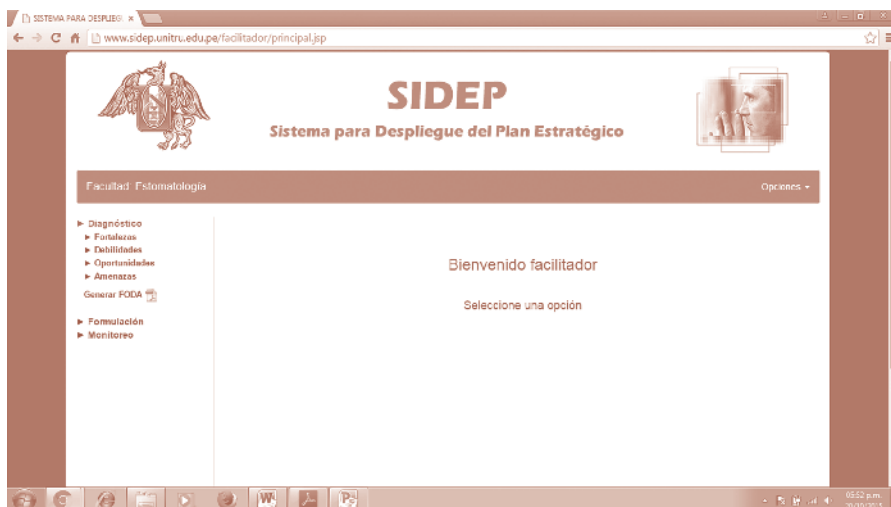 SISTEMA PARA DESPLIEG
www.sidep.unitru.edu.pe/facilitador/principal.jsp
SIDEP
Sistema para Despliegue del Plan Estratégico
Facultad Estomatología
Opciones
Diagnóstico
Fortalezas
Debilidades
Oportunidades
Amenazas
Generar FODA
Formulación
Monitoreo
Bienvenido facilitador
Seleccione una opción
05:52 p.m.